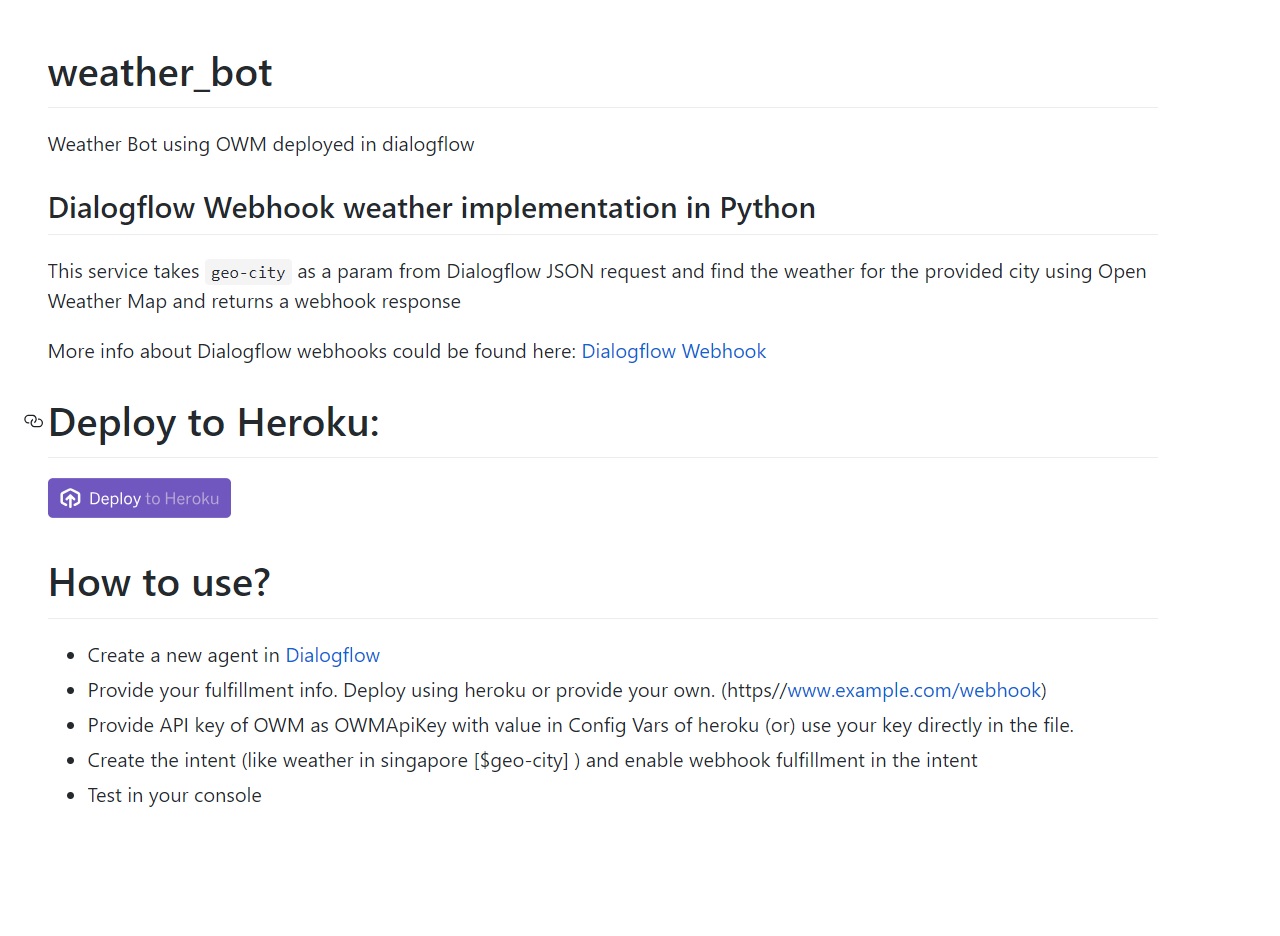 weather_bot
Weather Bot using OWM deployed in dialogflow
Dialogflow Webhook weather implementation in Python
This service takes geo-city as a param from Dialogflow JSON request and find the weather for the provided city using Open
Weather Map and returns a webhook response
More info about Dialogflow webhooks could be found here: Dialogflow Webhook
Deploy to Heroku:
Deploy to Heroku
How to use?
Create a new agent in Dialogflow
Provide your fulfillment info. Deploy using heroku or provide your own. (https//www.example.com/webhook)
Provide API key of OWM as OWMApiKey with value in Config Vars of heroku (or) use your key directly in the file.
Create the intent (like weather in singapore [$geo-city] ) and enable webhook fulfillment in the intent
Test in your console